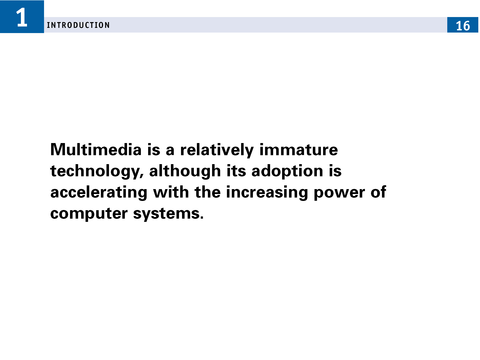 1
INTRODUCTION
16
Multimedia is a relatively immature
technology, although its adoption is
accelerating with the increasing power of
computer systems.